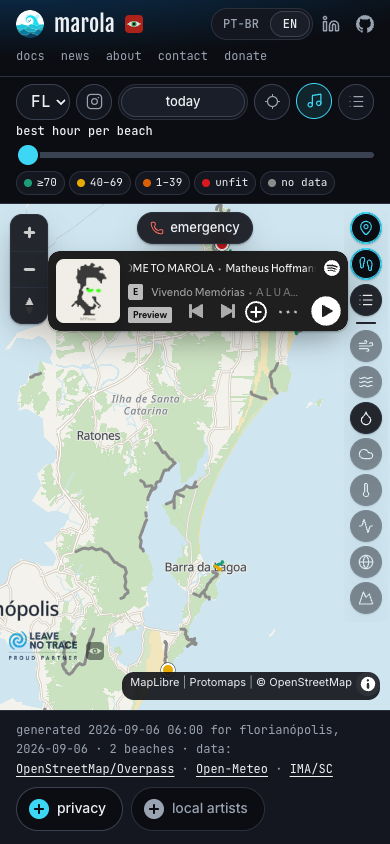 marola
PT-BR EN
docs news about contact donate
FL today
best hour per beach
≥70 40–69 1–39 unfit no data
emergency
OME TO MAROLA • Matheus Hoffman
E Vivendo Memórias • A L U A...
Preview
Ilha de Santa
Catarina
Ratones
Barra da Lagoa
nópolis
LEAVE
NO TRACE
PROUD PARTNER
MapLibre | Protomaps | © OpenStreetMap
generated 2026-09-06 06:00 for florianópolis,
2026-09-06 · 2 beaches · data:
OpenStreetMap/Overpass · Open-Meteo · IMA/SC
privacy local artists